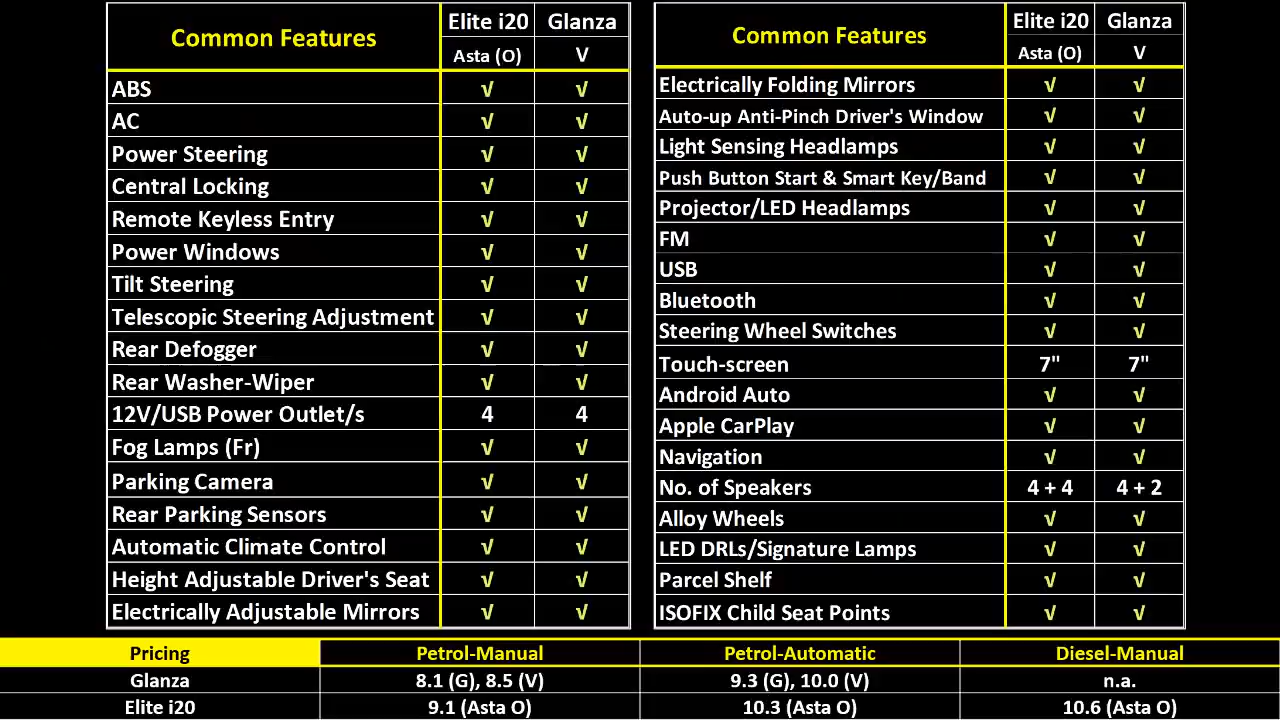 Common Features Elite i20 Glanza
Asta (O) V
ABS √ √
AC √ √
Power Steering √ √
Central Locking √ √
Remote Keyless Entry √ √
Power Windows √ √
Tilt Steering √ √
Telescopic Steering Adjustment √ √
Rear Defogger √ √
Rear Washer-Wiper √ √
12V/USB Power Outlet/s 4 4
Fog Lamps (Fr) √ √
Parking Camera √ √
Rear Parking Sensors √ √
Automatic Climate Control √ √
Height Adjustable Driver's Seat √ √
Electrically Adjustable Mirrors √ √
Common Features Elite i20 Glanza
Asta (O) V
Electrically Folding Mirrors √ √
Auto-up Anti-Pinch Driver's Window √ √
Light Sensing Headlamps √ √
Push Button Start & Smart Key/Band √ √
Projector/LED Headlamps √ √
FM √ √
USB √ √
Bluetooth √ √
Steering Wheel Switches √ √
Touch-screen 7" 7"
Android Auto √ √
Apple CarPlay √ √
Navigation √ √
No. of Speakers 4 + 4 4 + 2
Alloy Wheels √ √
LED DRLs/Signature Lamps √ √
Parcel Shelf √ √
ISOFIX Child Seat Points √ √
Pricing Petrol-Manual Petrol-Automatic Diesel-Manual
Glanza 8.1 (G), 8.5 (V) 9.3 (G), 10.0 (V) n.a.
Elite i20 9.1 (Asta O) 10.3 (Asta O) 10.6 (Asta O)